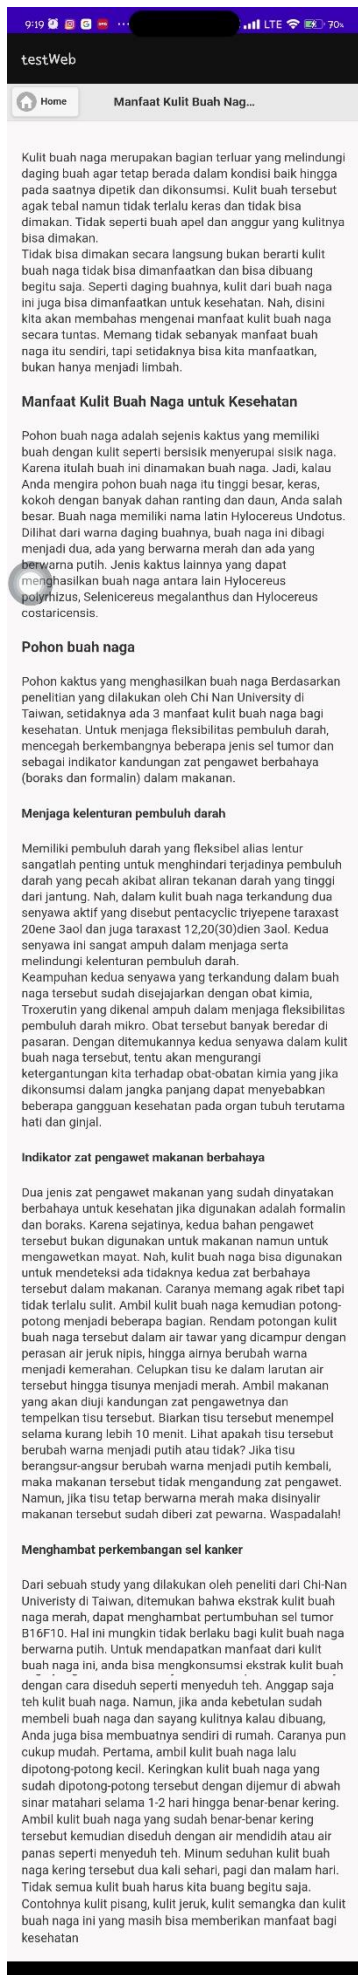 9:19 LTE 70%
testWeb
Home Manfaat Kulit Buah Nag...
Kulit buah naga merupakan bagian terluar yang melindungi
daging buah agar tetap berada dalam kondisi baik hingga
pada saatnya dipetik dan dikonsumsi. Kulit buah tersebut
agak tebal namun tidak terlalu keras dan tidak bisa
dimakan. Tidak seperti buah apel dan anggur yang kulitnya
bisa dimakan.
Tidak bisa dimakan secara langsung bukan berarti kulit
buah naga tidak bisa dimanfaatkan dan bisa dibuang
begitu saja. Seperti daging buahnya, kulit dari buah naga
ini juga bisa dimanfaatkan untuk kesehatan. Nah, disini
kita akan membahas mengenai manfaat kulit buah naga
secara tuntas. Memang tidak sebanyak manfaat buah
naga itu sendiri, tapi setidaknya bisa kita manfaatkan,
bukan hanya menjadi limbah.
Manfaat Kulit Buah Naga untuk Kesehatan
Pohon buah naga adalah sejenis kaktus yang memiliki
buah dengan kulit seperti bersisik menyerupai sisik naga.
Karena itulah buah ini dinamakan buah naga. Jadi, kalau
Anda mengira pohon buah naga itu tinggi besar, keras,
kokoh dengan banyak dahan ranting dan daun, Anda salah
besar. Buah naga memiliki nama latin Hylocereus Undotus.
Dilihat dari warna daging buahnya, buah naga ini dibagi
menjadi dua, ada yang berwarna merah dan ada yang
berwarna putih. Jenis kaktus lainnya yang dapat
menghasilkan buah naga antara lain Hylocereus
polyrhizus, Selenicereus megalanthus dan Hylocereus
costaricensis.
Pohon buah naga
Pohon kaktus yang menghasilkan buah naga Berdasarkan
penelitian yang dilakukan oleh Chi Nan University di
Taiwan, setidaknya ada 3 manfaat kulit buah naga bagi
kesehatan. Untuk menjaga fleksibilitas pembuluh darah,
mencegah berkembangnya beberapa jenis sel tumor dan
sebagai indikator kandungan zat pengawet berbahaya
(boraks dan formalin) dalam makanan.
Menjaga kelenturan pembuluh darah
Memiliki pembuluh darah yang fleksibel alias lentur
sangatlah penting untuk menghindari terjadinya pembuluh
darah yang pecah akibat aliran tekanan darah yang tinggi
dari jantung. Nah, dalam kulit buah naga terkandung dua
senyawa aktif yang disebut pentacyclic triyepene taraxast
20ene 3aol dan juga taraxast 12,20(30)dien 3aol. Kedua
senyawa ini sangat ampuh dalam menjaga serta
melindungi kelenturan pembuluh darah.
Keampuhan kedua senyawa yang terkandung dalam buah
naga tersebut sudah disejajarkan dengan obat kimia,
Troxerutin yang dikenal ampuh dalam menjaga fleksibilitas
pembuluh darah mikro. Obat tersebut banyak beredar di
pasaran. Dengan ditemukannya kedua senyawa dalam kulit
buah naga tersebut, tentu akan mengurangi
ketergantungan kita terhadap obat-obatan kimia yang jika
dikonsumsi dalam jangka panjang dapat menyebabkan
beberapa gangguan kesehatan pada organ tubuh terutama
hati dan ginjal.
Indikator zat pengawet makanan berbahaya
Dua jenis zat pengawet makanan yang sudah dinyatakan
berbahaya untuk kesehatan jika digunakan adalah formalin
dan boraks. Karena sejatinya, kedua bahan pengawet
tersebut bukan digunakan untuk makanan namun untuk
mengawetkan mayat. Nah, kulit buah naga bisa digunakan
untuk mendeteksi ada tidaknya kedua zat berbahaya
tersebut dalam makanan. Caranya memang agak ribet tapi
tidak terlalu sulit. Ambil kulit buah naga kemudian potong-
potong menjadi beberapa bagian. Rendam potongan kulit
buah naga tersebut dalam air tawar yang dicampur dengan
perasan air jeruk nipis, hingga airnya berubah warna
menjadi kemerahan. Celupkan tisu ke dalam larutan air
tersebut hingga tisunya menjadi merah. Ambil makanan
yang akan diuji kandungan zat pengawetnya dan
tempelkan tisu tersebut. Biarkan tisu tersebut menempel
selama kurang lebih 10 menit. Lihat apakah tisu tersebut
berubah warna menjadi putih atau tidak? Jika tisu
berangsur-angsur berubah warna menjadi putih kembali,
maka makanan tersebut tidak mengandung zat pengawet.
Namun, jika tisu tetap berwarna merah maka disinyalir
makanan tersebut sudah diberi zat pewarna. Waspadalah!
Menghambat perkembangan sel kanker
Dari sebuah study yang dilakukan oleh peneliti dari Chi-Nan
Univeristy di Taiwan, ditemukan bahwa ekstrak kulit buah
naga merah, dapat menghambat pertumbuhan sel tumor
B16F10. Hal ini mungkin tidak berlaku bagi kulit buah naga
berwarna putih. Untuk mendapatkan manfaat dari kulit
buah naga ini, anda bisa mengkonsumsi ekstrak kulit buah
dengan cara diseduh seperti menyeduh teh. Anggap saja
teh kulit buah naga. Namun, jika anda kebetulan sudah
membeli buah naga dan sayang kulitnya kalau dibuang,
Anda juga bisa membuatnya sendiri di rumah. Caranya pun
cukup mudah. Pertama, ambil kulit buah naga lalu
dipotong-potong kecil. Keringkan kulit buah naga yang
sudah dipotong-potong tersebut dengan dijemur di abwah
sinar matahari selama 1-2 hari hingga benar-benar kering.
Ambil kulit buah naga yang sudah benar-benar kering
tersebut kemudian diseduh dengan air mendidih atau air
panas seperti menyeduh teh. Minum seduhan kulit buah
naga kering tersebut dua kali sehari, pagi dan malam hari.
Tidak semua kulit buah harus kita buang begitu saja.
Contohnya kulit pisang, kulit jeruk, kulit semangka dan kulit
buah naga ini yang masih bisa memberikan manfaat bagi
kesehatan